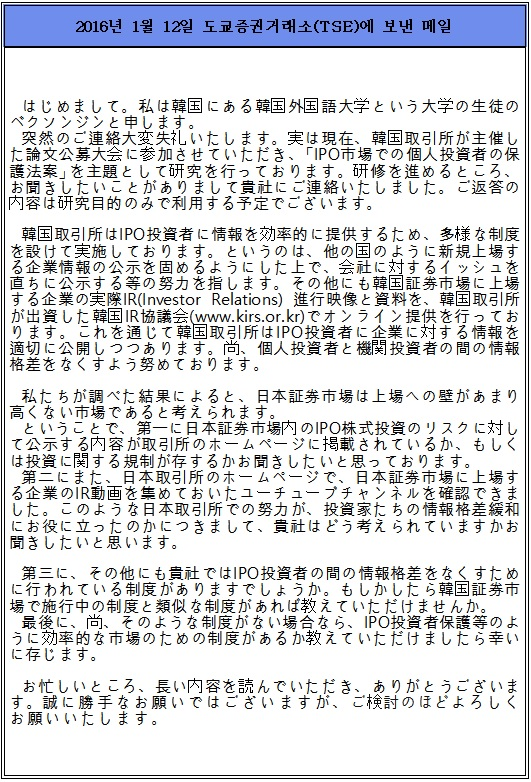 2016년 1월 12일 도교증권거래소(TSE)에 보낸 메일
はじめまして。私は韓国にある韓国外国語大学という大学の生徒の
ペクソンジンと申します。
突然のご連絡大変失礼いたします。実は現在、韓国取引所が主催し
た論文公募大会に参加させていただき、「IPO市場での個人投資者の保
護法案」を主題として研究を行っております。研修を進めるところ、
お聞きしたいことがありまして貴社にご連絡いたしました。ご返答の
内容は研究目的のみで利用する予定でございます。
韓国取引所はIPO投資者に情報を効率的に提供するため、多様な制度
を設けて実施しております。というのは、他の国のように新規上場す
る企業情報の公示を固めるようにした上で、会社に対するイッシュを
直ちに公示する等の努力を指します。その他にも韓国証券市場に上場
する企業の実際IR(Investor Relations) 進行映像と資料を、韓国取引所
が出資した韓国IR協議会(www.kirs.or.kr)でオンライン提供を行ってお
ります。これを通じて韓国取引所はIPO投資者に企業に対する情報を
適切に公開しつつあります。尚、個人投資者と機関投資者の間の情報
格差をなくすよう努めております。
私たちが調べた結果によると、日本証券市場は上場への壁があまり
高くない市場であると考えられます。
ということで、第一に日本証券市場内のIPO株式投資のリスクに対し
て公示する内容が取引所のホームページに掲載されているか、もしく
は投資に関する規制が存するかお聞きしたいと思っております。
第二にまた、日本取引所のホームページで、日本証券市場に上場す
る企業のIR動画を集めておいたユーチューブチャンネルを確認できま
した。このような日本取引所での努力が、投資家たちの情報格差緩和
にお役に立ったのかにつきまして、貴社はどう考えられていますかお
聞きしたいと思います。
第三に、その他にも貴社ではIPO投資者の間の情報格差をなくすため
に行われている制度がありますでしょうか。もしかしたら韓国証券市
場で施行中の制度と類似な制度があれば教えていただけませんか。
最後に、尚、そのような制度がない場合なら、IPO投資者保護等のよ
うに効率的な市場のための制度があるか教えていただけましたら幸い
に存じます。
お忙しいところ、長い内容を読んでいただき、ありがとうございま
す。誠に勝手なお願いではございますが、ご検討のほどよろしく
お願いいたします。